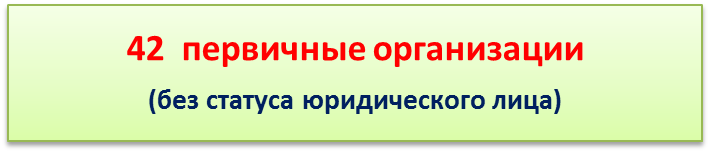 42 первичные организации
(без статуса юридического лица)